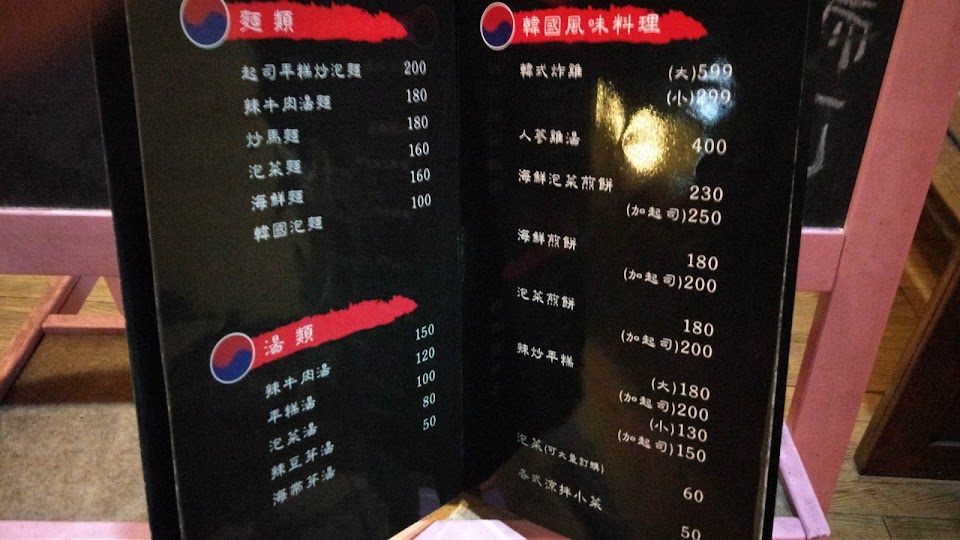 麵類
起司年糕炒泡麵 200
辣牛肉湯麵 180
炒馬麵 180
泡菜麵 160
海鮮麵 160
韓國泡麵 100
湯類
辣牛肉湯 150
年糕湯 120
泡菜湯 100
辣豆芽湯 80
海帶芽湯 50
韓國風味料理
韓式炸雞 (大)599
(小)299
人蔘雞湯 400
海鮮泡菜煎餅 230
(加起司)250
海鮮煎餅 180
(加起司)200
泡菜煎餅 180
(加起司)200
辣炒年糕 (大)180
(加起司)200
(小)130
(加起司)150
泡菜(可大量訂購) 60
各式涼拌小菜 50